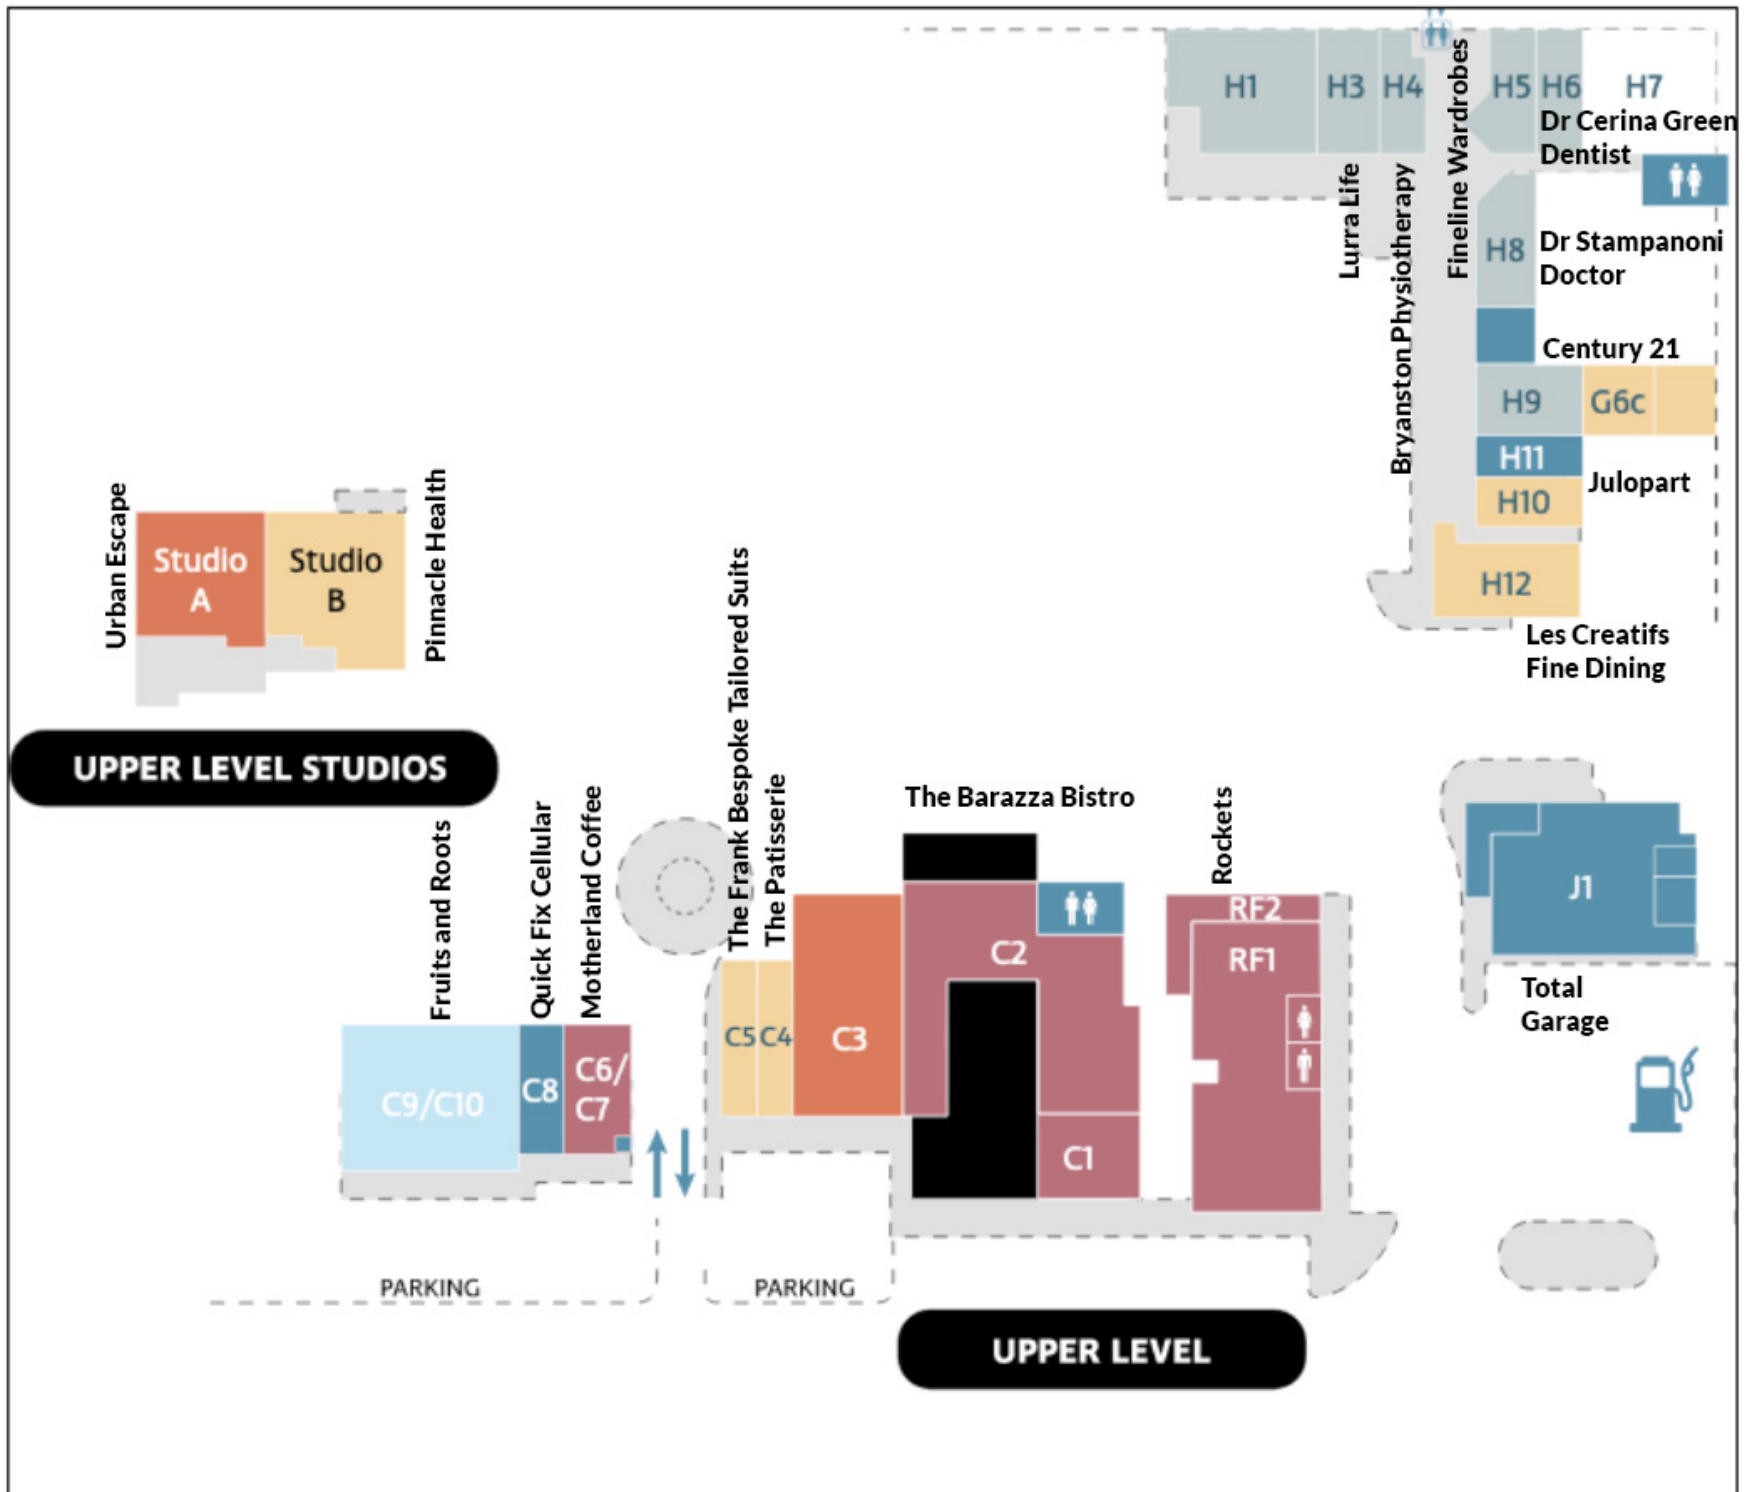 H1
H3
H4
Fineline Wardrobes
H5
H6
H7
Dr Cerina Green
Dentist
Lurra Life
Bryanston Physiotherapy
H8
Dr Stampanoni
Doctor
Century 21
H9
G6c
H11
Julopart
H10
H12
Les Creatifs
Fine Dining
Urban Escape
Studio
A
Studio
B
Pinnacle Health
UPPER LEVEL STUDIOS
Fruits and Roots
Quick Fix Cellular
Motherland Coffee
The Frank Bespoke Tailored Suits
The Patisserie
The Barazza Bistro
Rockets
J1
RF2
C2
RF1
Total
Garage
C5
C4
C3
C9/C10
C8
C6/
C7
C1
PARKING
PARKING
UPPER LEVEL